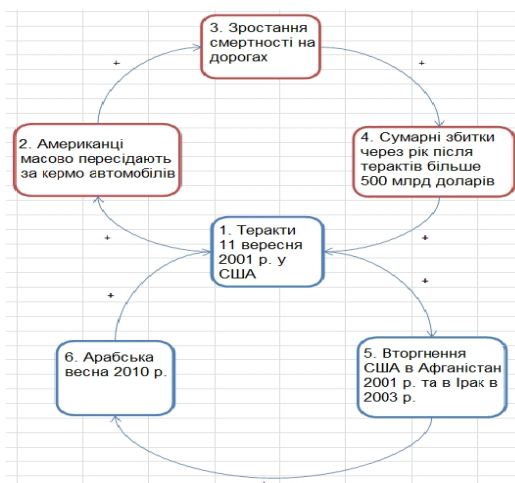 3. Зростання
смертності на
дорогах
+
+
2. Американці
масово пересідають
за кермо автомобілів
4. Сумарні збитки
через рік після
терактів більше
500 млрд доларів
1. Теракти
11 вересня
2001 р. у
США
+
+
+
+
6. Арабська
весна 2010 р.
5. Вторгнення
США в Афганістан
2001 р. та в Ірак в
2003 р.